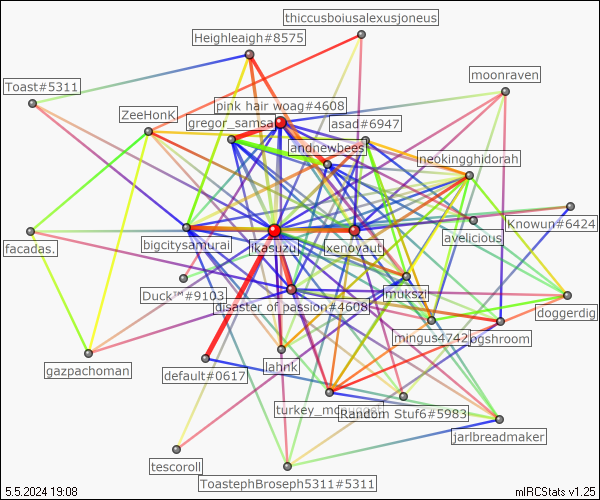 thiccusboiusalexusjoneus
Heighleaigh#8575
moonraven
Toast#5311
pink hair woag#4608
ZeeHonK
gregor_samsa
asad#6947
andnewbees
neokingghidorah
Knowun#6424
avelicious
facadas.
bigcitysamurai
ikasizu
xenoyaut
Duck℠#9103
mukszi
disaster of passion#4608
doggerdig
mingus4742
ogshroom
gazpachoman
default#0617
lahnk
turkey_mc
Random Stuf6#5983
jarlbreadmaker
tescoroll
ToastephBroseph5311#5311
5.5.2024 19:08
mIRCStats v1.25